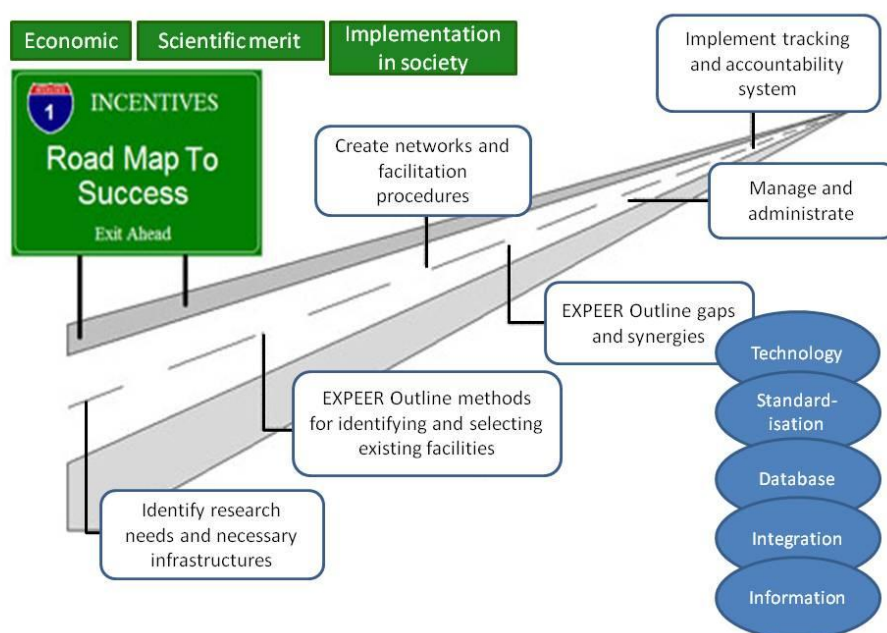 Economic
Scientific merit
Implementation
in society
1
INCENTIVES
Road Map To
Success
Exit Ahead
Implement tracking
and accountability
system
Create networks and
facilitation
procedures
Manage and
administrate
EXPEER Outline gaps
and synergies
EXPEER Outline methods
for identifying and selecting
existing facilities
Identify research
needs and necessary
infrastructures
Technology
Standard-
isation
Database
Integration
Information